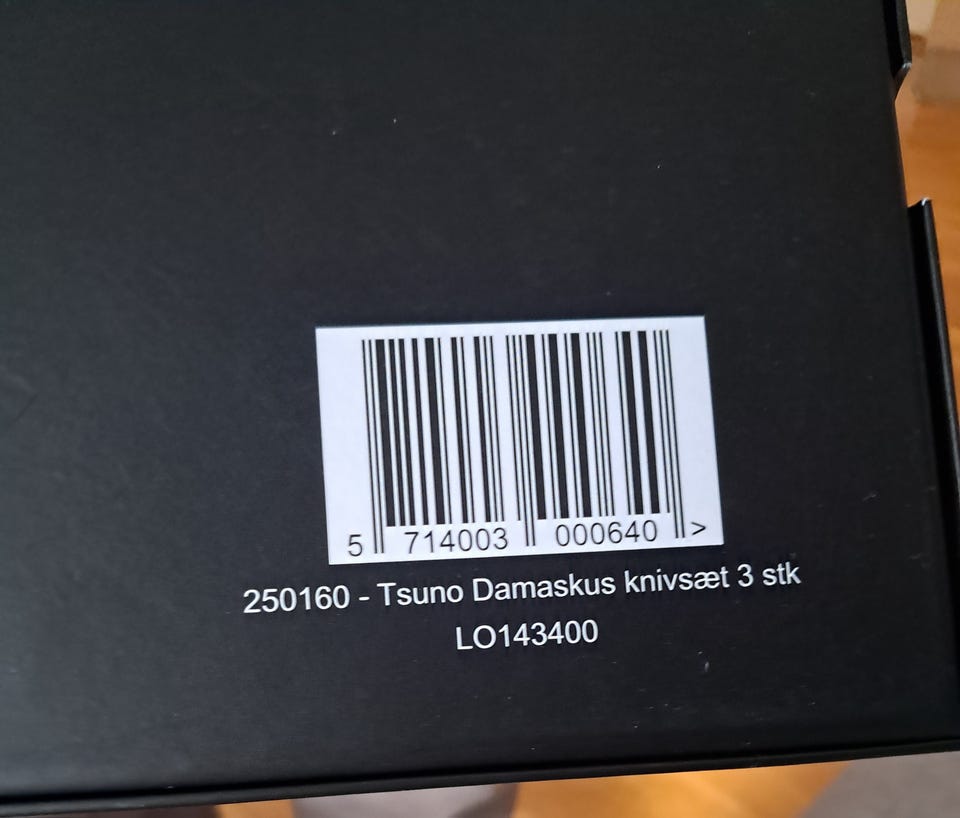 5 714003 000640 >
250160 - Tsuno Damaskus knivsæt 3 stk
LO143400